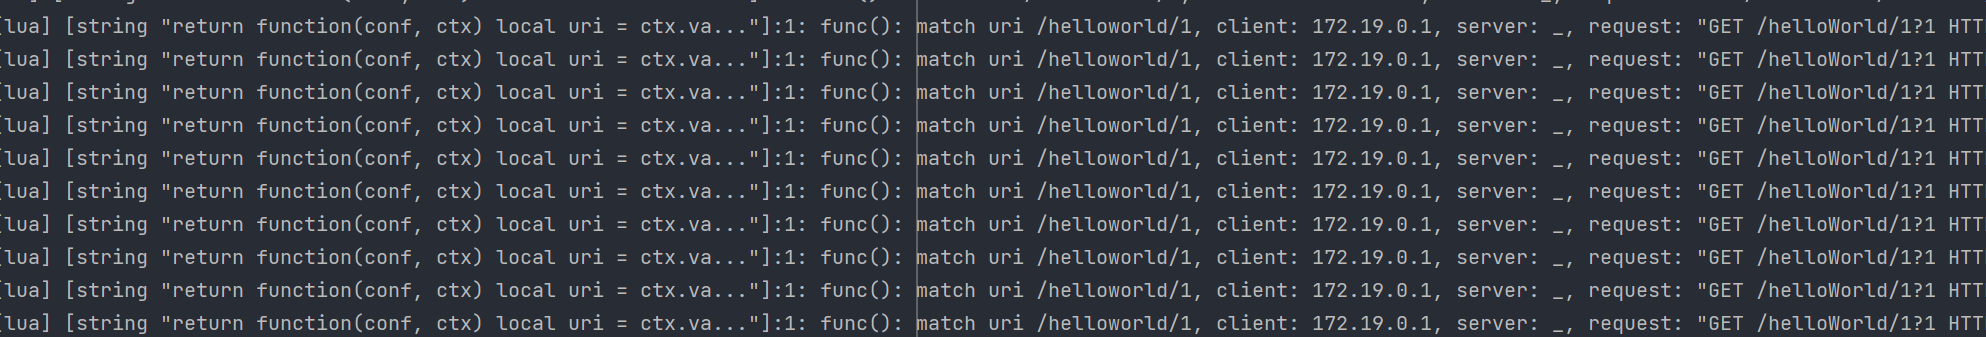 [lua] [string "return function(conf, ctx) local uri = ctx.va..."]:1: func(): match uri /helloworld/1, client: 172.19.0.1, server: _, request: "GET /helloWorld/1?1 HTT
[lua] [string "return function(conf, ctx) local uri = ctx.va..."]:1: func(): match uri /helloworld/1, client: 172.19.0.1, server: _, request: "GET /helloWorld/1?1 HTT
[lua] [string "return function(conf, ctx) local uri = ctx.va..."]:1: func(): match uri /helloworld/1, client: 172.19.0.1, server: _, request: "GET /helloWorld/1?1 HTT
[lua] [string "return function(conf, ctx) local uri = ctx.va..."]:1: func(): match uri /helloworld/1, client: 172.19.0.1, server: _, request: "GET /helloWorld/1?1 HTT
[lua] [string "return function(conf, ctx) local uri = ctx.va..."]:1: func(): match uri /helloworld/1, client: 172.19.0.1, server: _, request: "GET /helloWorld/1?1 HTT
[lua] [string "return function(conf, ctx) local uri = ctx.va..."]:1: func(): match uri /helloworld/1, client: 172.19.0.1, server: _, request: "GET /helloWorld/1?1 HTT
[lua] [string "return function(conf, ctx) local uri = ctx.va..."]:1: func(): match uri /helloworld/1, client: 172.19.0.1, server: _, request: "GET /helloWorld/1?1 HTT
[lua] [string "return function(conf, ctx) local uri = ctx.va..."]:1: func(): match uri /helloworld/1, client: 172.19.0.1, server: _, request: "GET /helloWorld/1?1 HTT
[lua] [string "return function(conf, ctx) local uri = ctx.va..."]:1: func(): match uri /helloworld/1, client: 172.19.0.1, server: _, request: "GET /helloWorld/1?1 HTT
[lua] [string "return function(conf, ctx) local uri = ctx.va..."]:1: func(): match uri /helloworld/1, client: 172.19.0.1, server: _, request: "GET /helloWorld/1?1 HTT